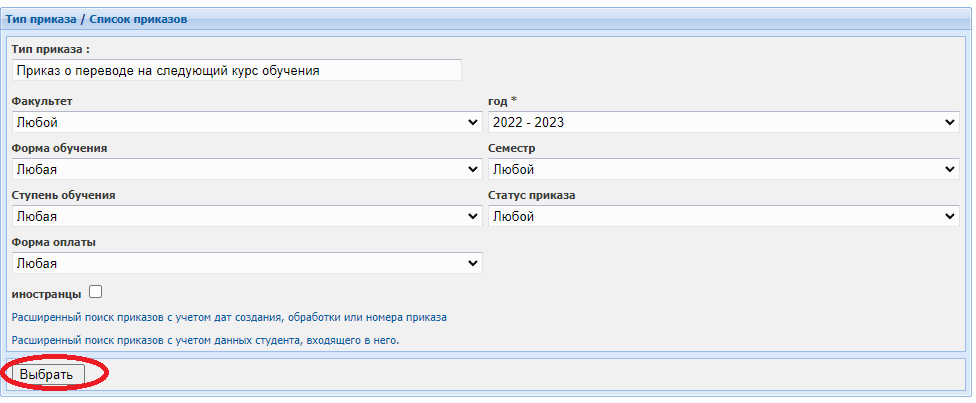 Тип приказа / Список приказов
Тип приказа :
Приказ о переводе на следующий курс обучения
Факультет год *
Любой 2022 - 2023
Форма обучения Семестр
Любая Любой
Ступень обучения Статус приказа
Любая Любой
Форма оплаты
Любая
иностранцы
Расширенный поиск приказов с учетом дат создания, обработки или номера приказа
Расширенный поиск приказов с учетом данных студента, входящего в него.
Выбрать